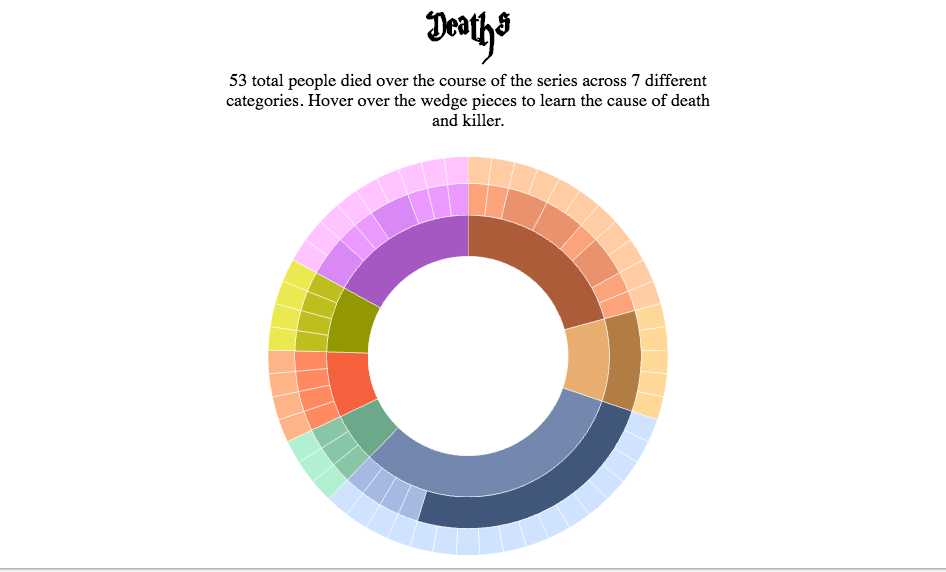 Deaths
53 total people died over the course of the series across 7 different
categories. Hover over the wedge pieces to learn the cause of death
and killer.